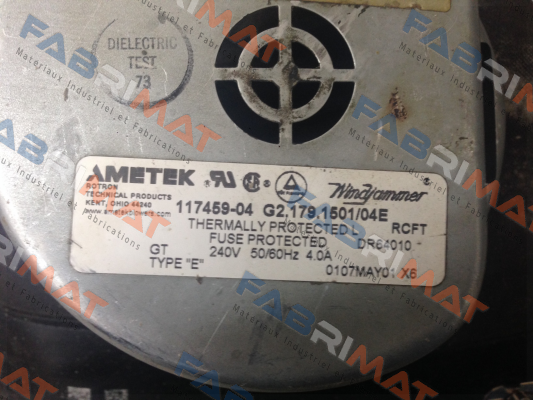 DIELECTRIC
TEST
73
AMETEK
ROTRON
TECHNICAL PRODUCTS
KENT, OHIO 44240
Windjammer
117459-04 G2.179.1501/04E
THERMALLY PROTECTED L RCFT
FUSE PROTECTED DR64010
GT 240V 50/60Hz 4.0A
TYPE "E" 0107MAY01 X6
FABRIMAT
Materiaux Industriel et Fabrications